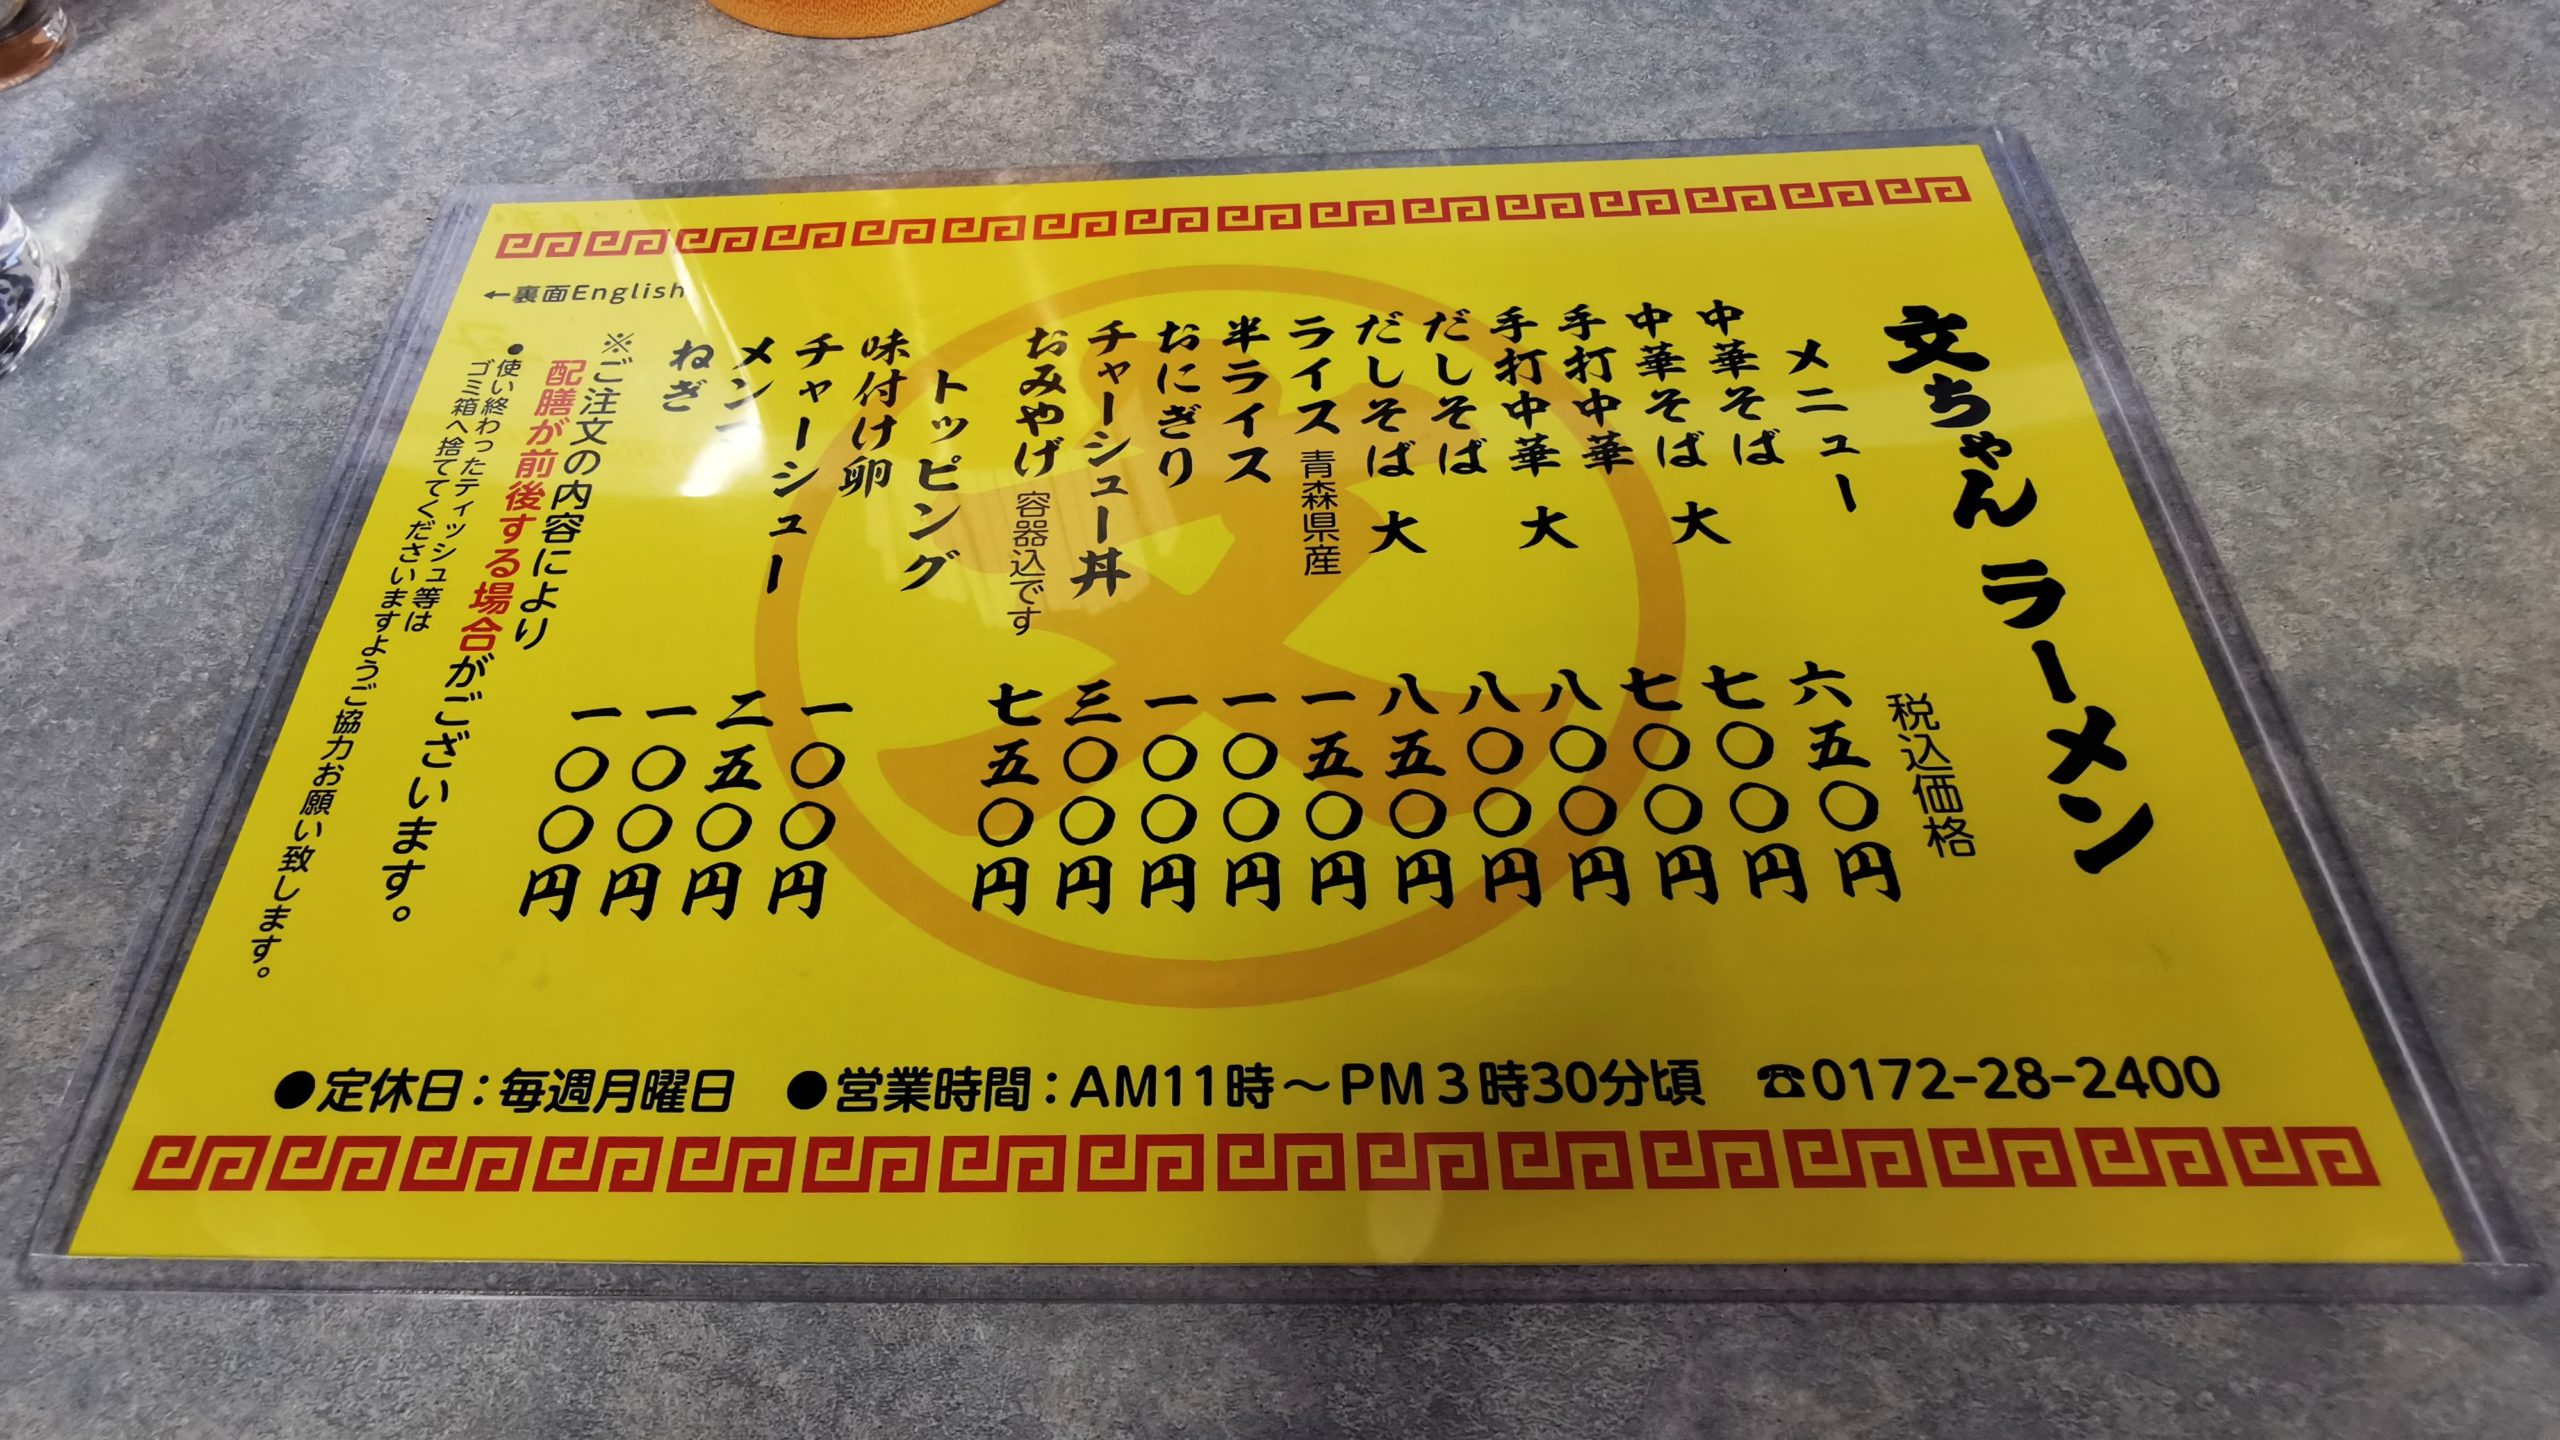 文ちゃんラーメン
税込価格
メニュー
中華そば 六五〇円
中華そば 大 七〇〇円
手打中華 七〇〇円
手打中華 大 八〇〇円
だしそば 八〇〇円
だしそば 大 八五〇円
ライス 青森県産 一五〇円
半ライス 一〇〇円
おにぎり 一〇〇円
チャーシュー丼 三〇〇円
おみやげ 容器込です 七五〇円
トッピング
味付け卵 一〇〇円
チャーシュー 二五〇円
メンマ 一〇〇円
ねぎ 一〇〇円
※ご注文の内容により
配膳が前後する場合がございます。
●使い終わったティッシュ等は
ゴミ箱へ捨ててくださいますようご協力お願い致します。
←裏面English
●定休日：毎週月曜日 ●営業時間：AM11時～PM3時30分頃 ☎0172-28-2400